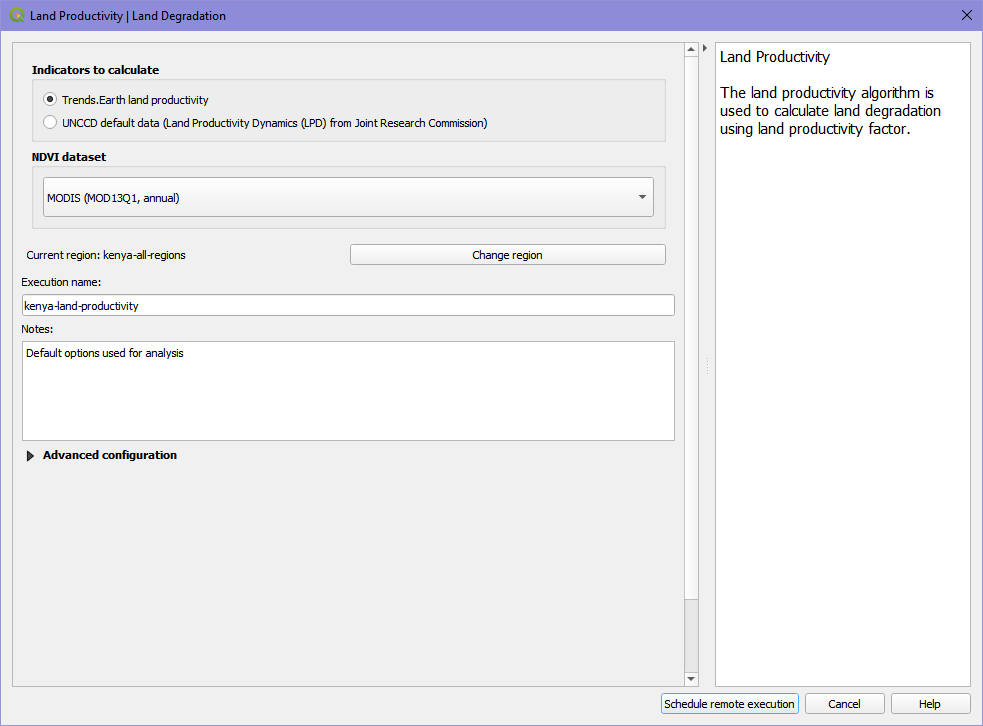 Land Productivity | Land Degradation
Indicators to calculate
Trends.Earth land productivity
UNCCD default data (Land Productivity Dynamics (LPD) from Joint Research Commission)
NDVI dataset
MODIS (MOD13Q1, annual)
Current region: kenya-all-regions
Change region
Execution name:
kenya-land-productivity
Notes:
Default options used for analysis
Advanced configuration
Land Productivity
The land productivity algorithm is
used to calculate land degradation
using land productivity factor.
Schedule remote execution
Cancel
Help